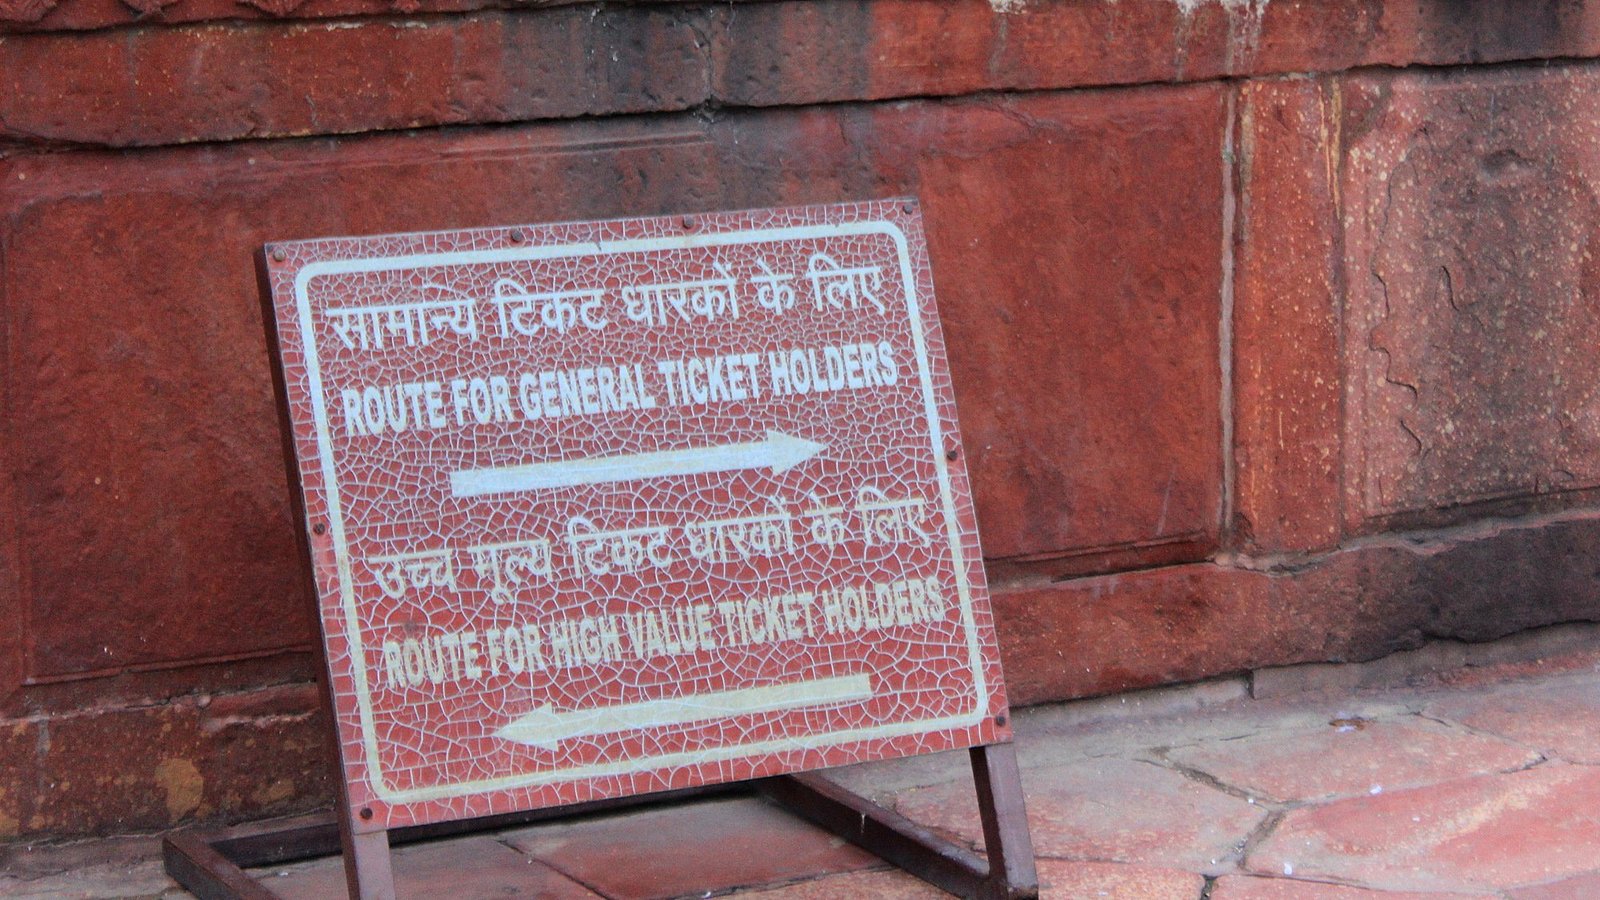 सामान्य टिकट धारकों के लिए
ROUTE FOR GENERAL TICKET HOLDERS
उच्च मूल्य टिकट धारकों के लिए
ROUTE FOR HIGH VALUE TICKET HOLDERS